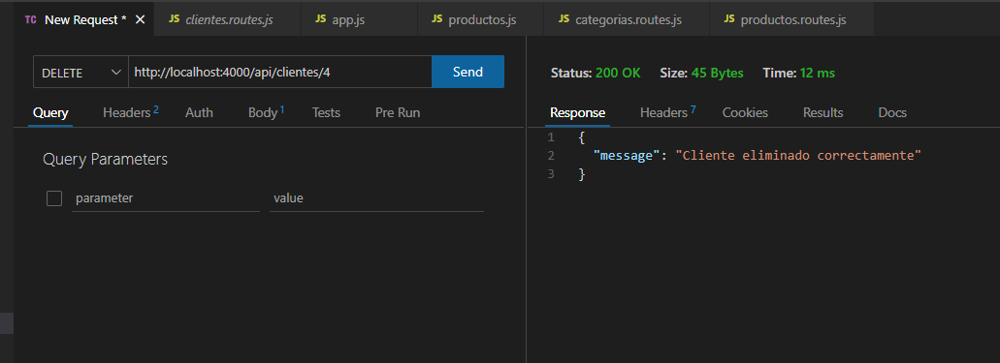 TC New Request * ✕ JS clientes.routes.js JS app.js JS productos.js JS categorias.routes.js JS productos.routes.js
DELETE http://localhost:4000/api/clientes/4 Send
Status: 200 OK Size: 45 Bytes Time: 12 ms
Query Headers 2 Auth Body 1 Tests Pre Run
Response Headers 7 Cookies Results Docs
Query Parameters
parameter value
1 {
2 "message": "Cliente eliminado correctamente"
3 }